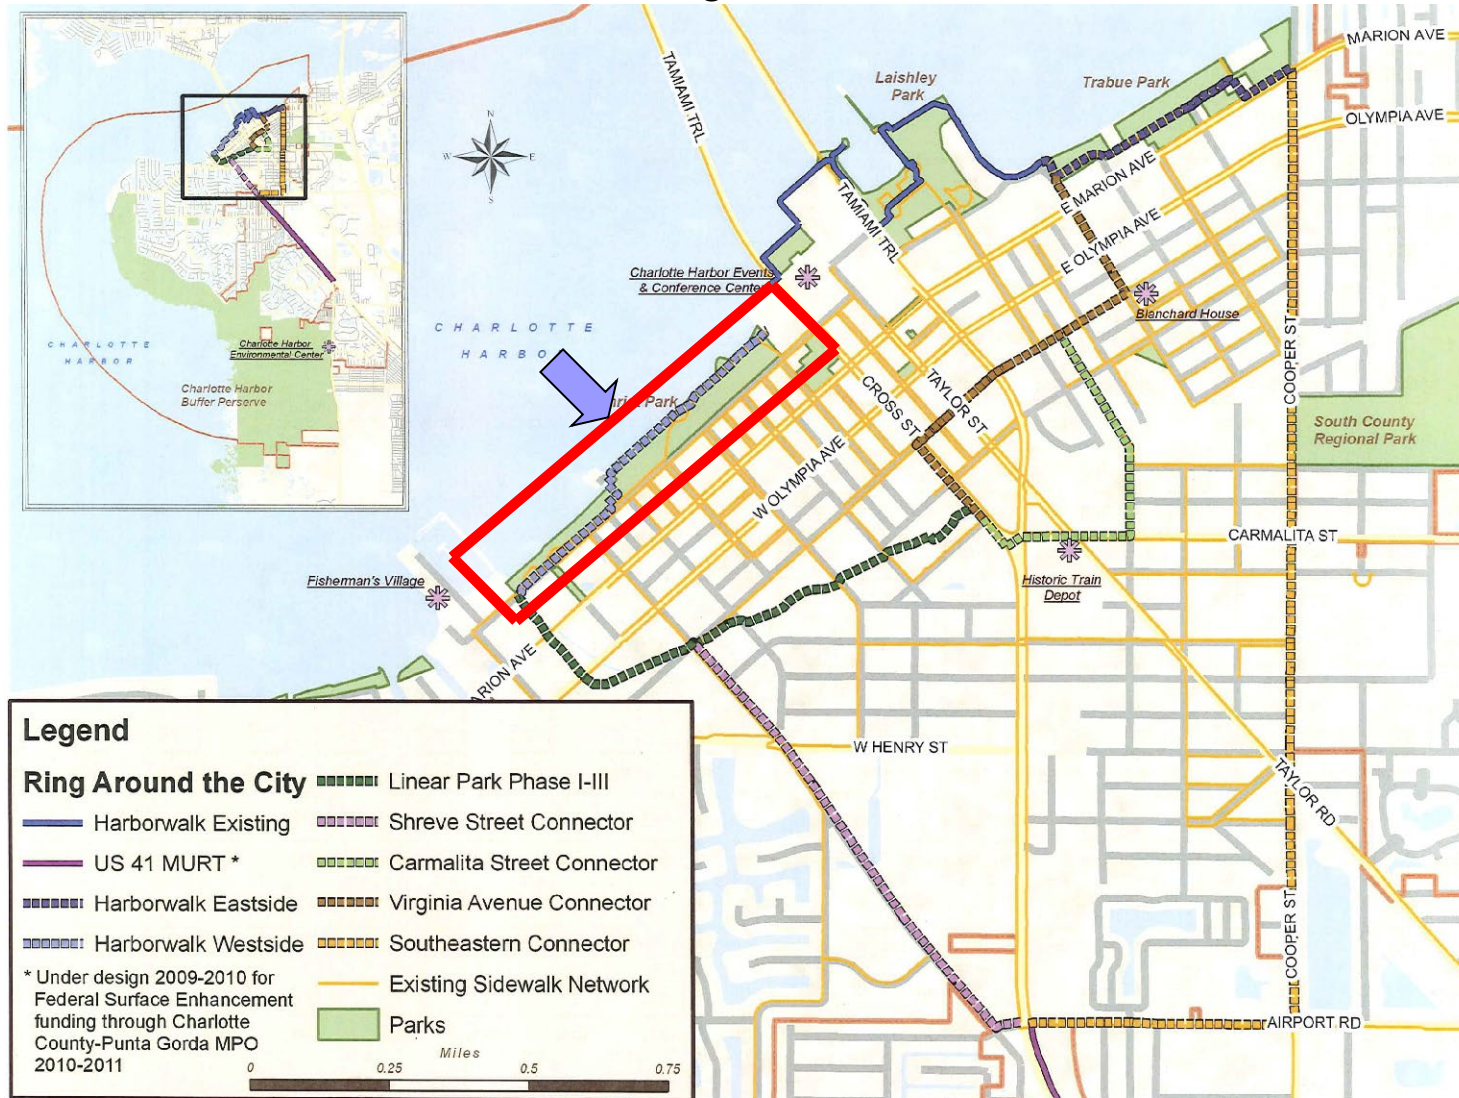 TAMIAMI TRL
Laishley
Park
Trabue Park
MARION AVE
OLYMPIA AVE
N
W
E
S
E MARION AVE
E OLYMPIA AVE
TAMIAMI TRL
Charlotte Harbor Events
& Conference Center
Blanchard House
COOPER ST
CHARLOTTE
CHARLOTTE
HARBOR
Charlotte Harbor
Environmental Center
Charlotte Harbor
Buffer Perserve
Park
TAYLOR ST
CROSS ST
W OLYMPIA AVE
South County
Regional Park
CARMALITA ST
Fisherman's Village
Historic Train
Depot
W HENRY ST
TAYLOR RD
COOPER ST
AIRPORT RD
Legend
Ring Around the City
Harborwalk Existing
US 41 MURT *
Harborwalk Eastside
Harborwalk Westside
* Under design 2009-2010 for
Federal Surface Enhancement
funding through Charlotte
County-Punta Gorda MPO
2010-2011
Linear Park Phase I-III
Shreve Street Connector
Carmalita Street Connector
Virginia Avenue Connector
Southeastern Connector
Existing Sidewalk Network
Parks
Miles
0 0.25 0.5 0.75